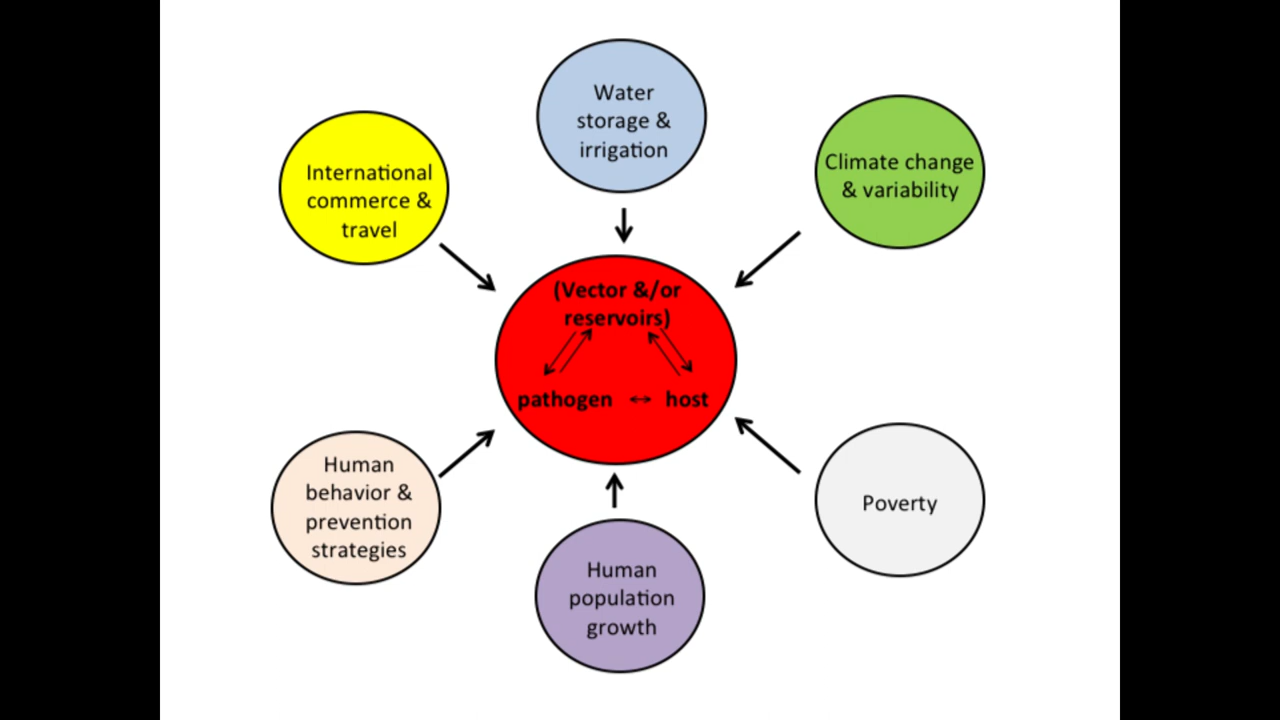 Water
storage &
irrigation
Climate change
& variability
International
commerce &
travel
(Vector &/or
reservoirs)
pathogen ↔ host
Human
behavior &
prevention
strategies
Poverty
Human
population
growth